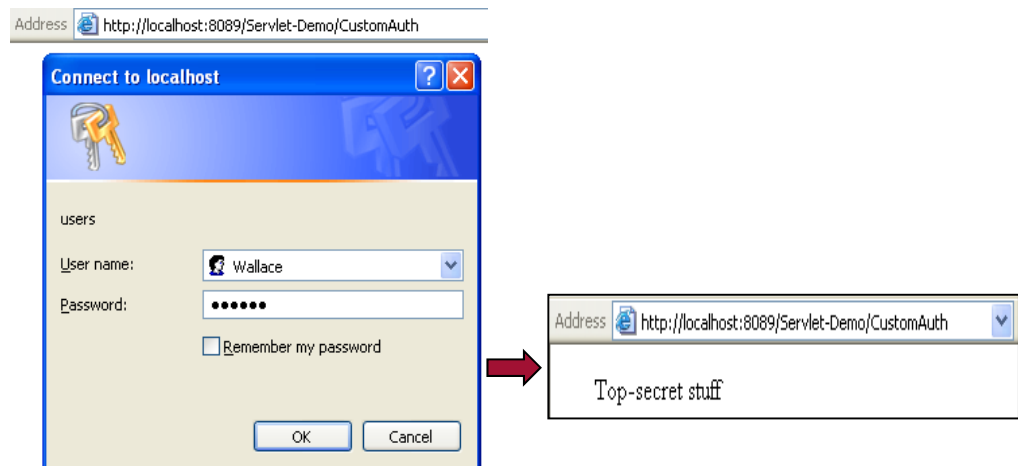 Address http://localhost:8089/Servlet-Demo/CustomAuth
Connect to localhost
users
User name: Wallace
Password: ••••••
Remember my password
OK Cancel
Address http://localhost:8089/Servlet-Demo/CustomAuth
Top-secret stuff